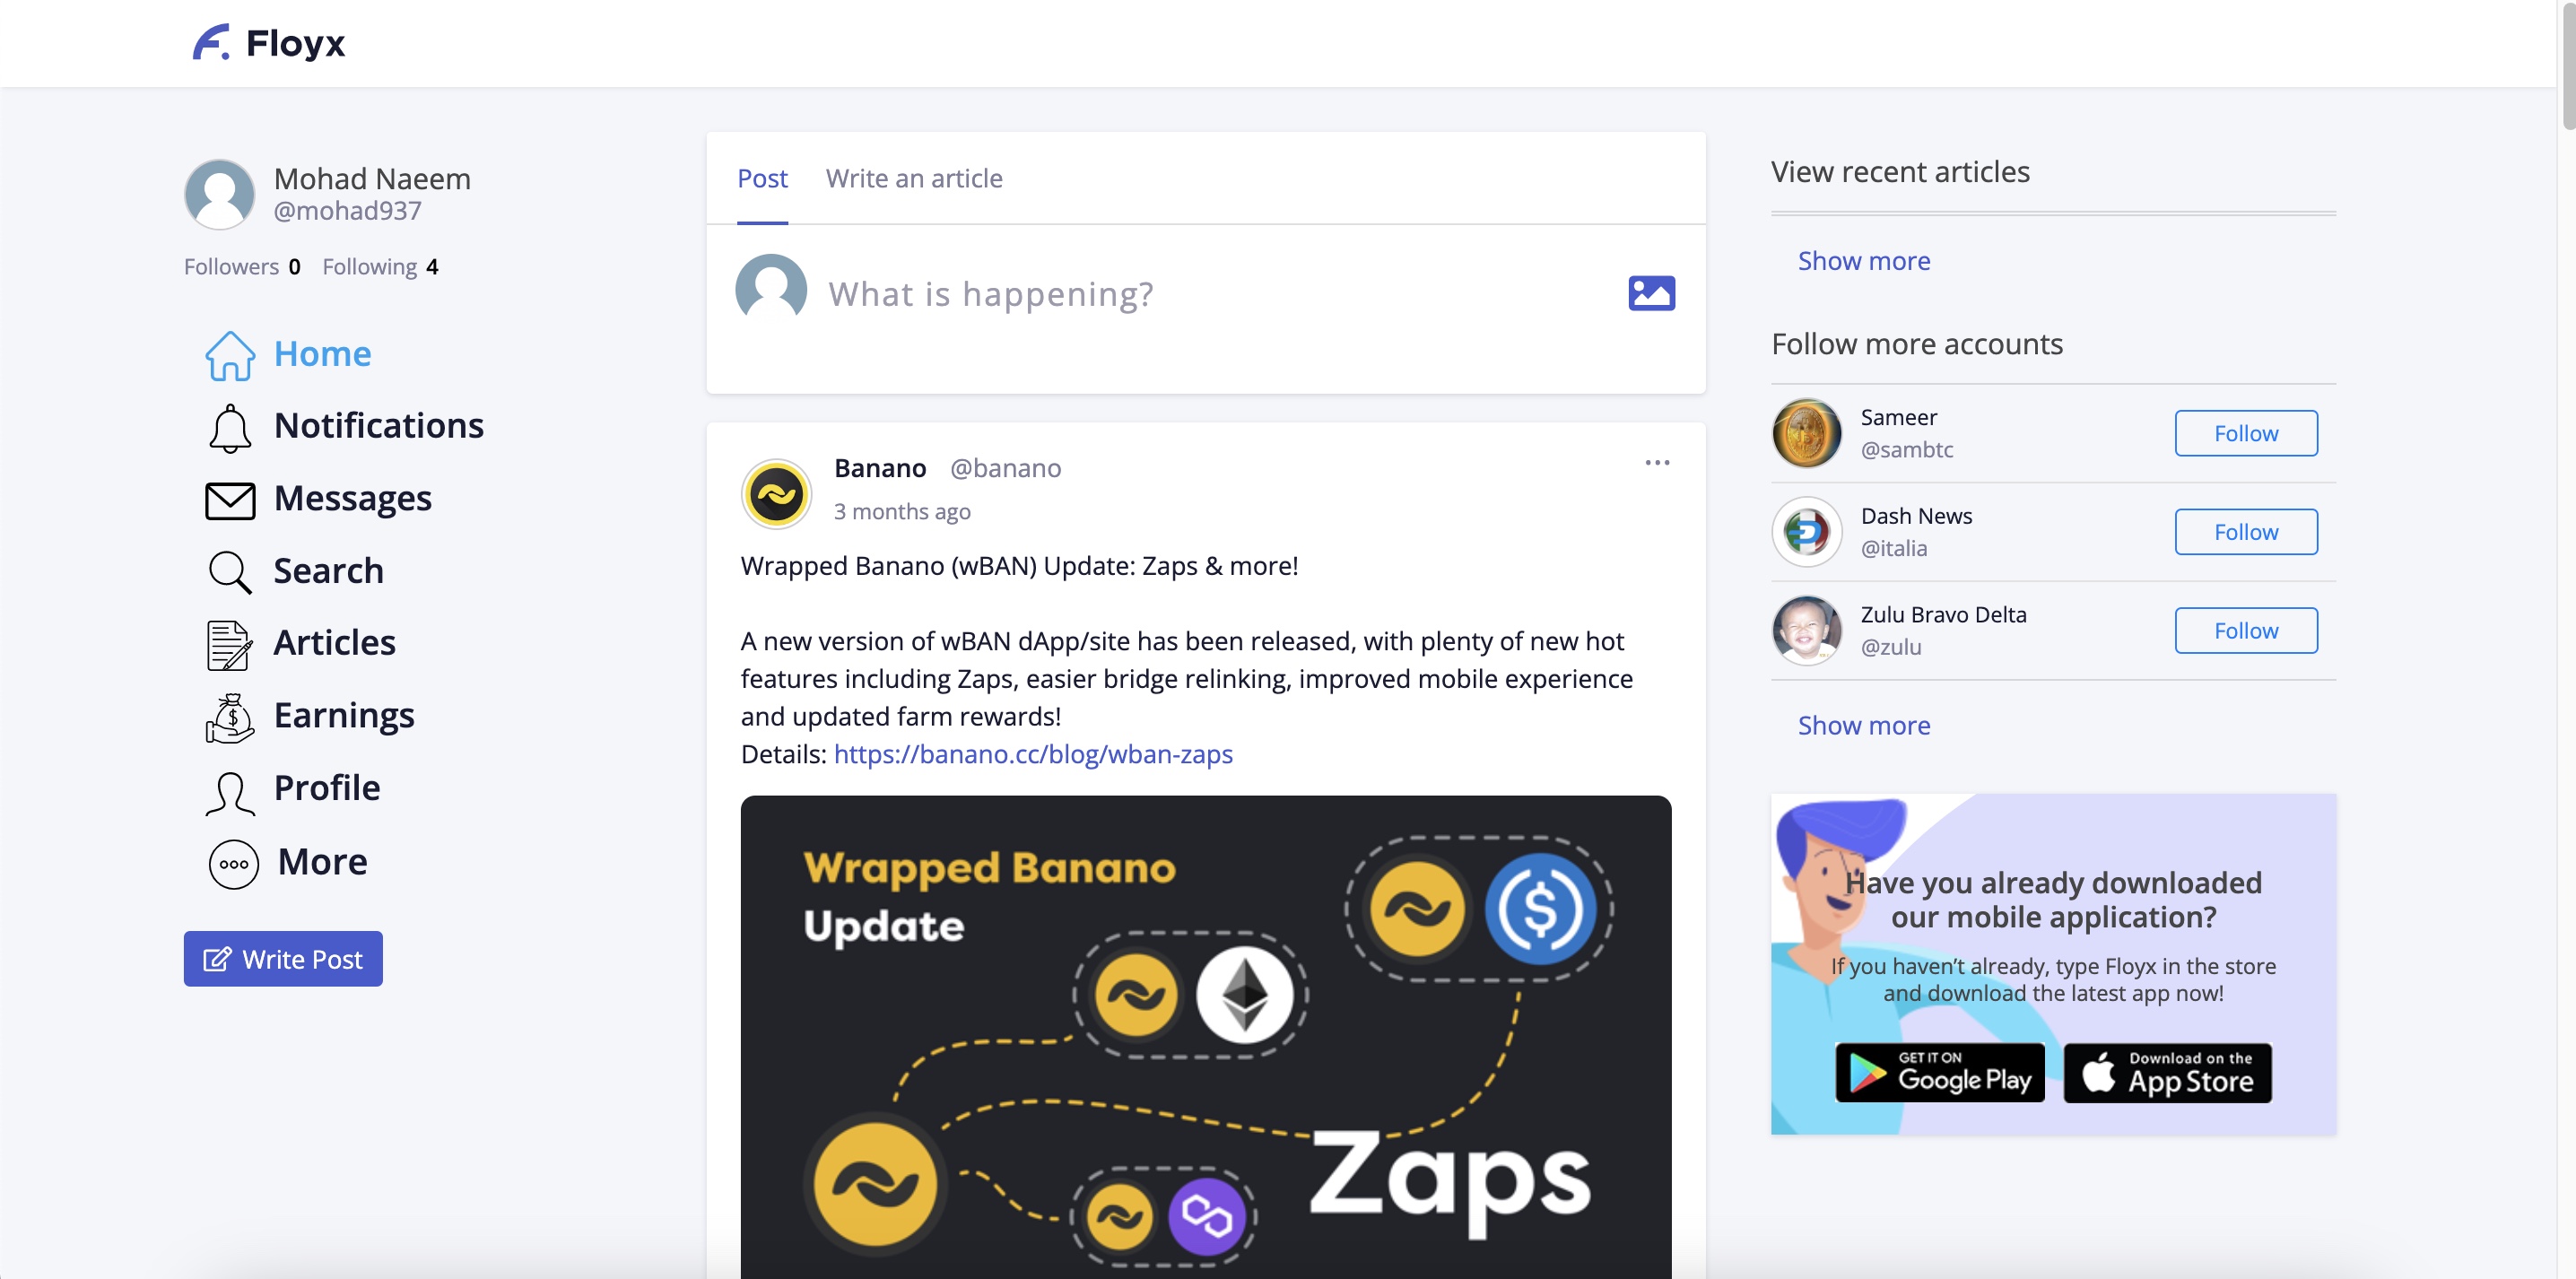 Floyx
Mohad Naeem
@mohad937
Followers 0 Following 4
Home
Notifications
Messages
Search
Articles
Earnings
Profile
More
Write Post
Post Write an article
What is happening?
Banano @banano
3 months ago
Wrapped Banano (wBAN) Update: Zaps & more!
A new version of wBAN dApp/site has been released, with plenty of new hot
features including Zaps, easier bridge relinking, improved mobile experience
and updated farm rewards!
Details: https://banano.cc/blog/wban-zaps
Wrapped Banano
Update
Zaps
View recent articles
Show more
Follow more accounts
Sameer
@sambtc
Follow
Dash News
@italia
Follow
Zulu Bravo Delta
@zulu
Follow
Show more
Have you already downloaded
our mobile application?
If you haven't already, type Floyx in the store
and download the latest app now!
GET IT ON
Google Play
Download on the
App Store